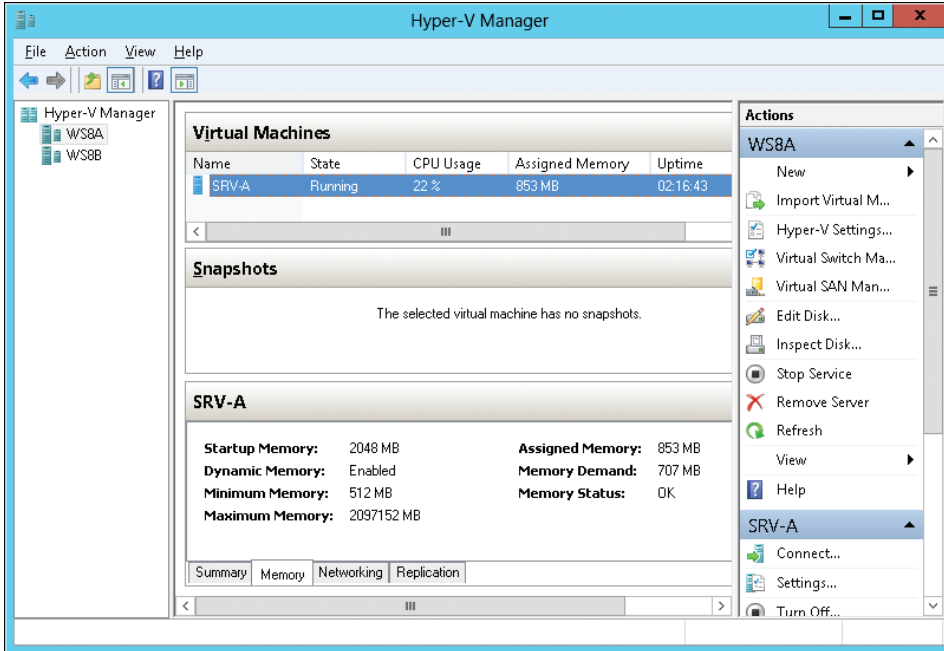 Hyper-V Manager
File Action View Help
Hyper-V Manager
WS8A
WS8B
Virtual Machines
Name State CPU Usage Assigned Memory Uptime
SRV-A Running 22 % 853 MB 02:16:43
Snapshots
The selected virtual machine has no snapshots.
SRV-A
Startup Memory: 2048 MB Assigned Memory: 853 MB
Dynamic Memory: Enabled Memory Demand: 707 MB
Minimum Memory: 512 MB Memory Status: OK
Maximum Memory: 2097152 MB
Summary Memory Networking Replication
Actions
WS8A
New
Import Virtual M...
Hyper-V Settings...
Virtual Switch Ma...
Virtual SAN Man...
Edit Disk...
Inspect Disk...
Stop Service
Remove Server
Refresh
View
Help
SRV-A
Connect...
Settings...
Turn Off...